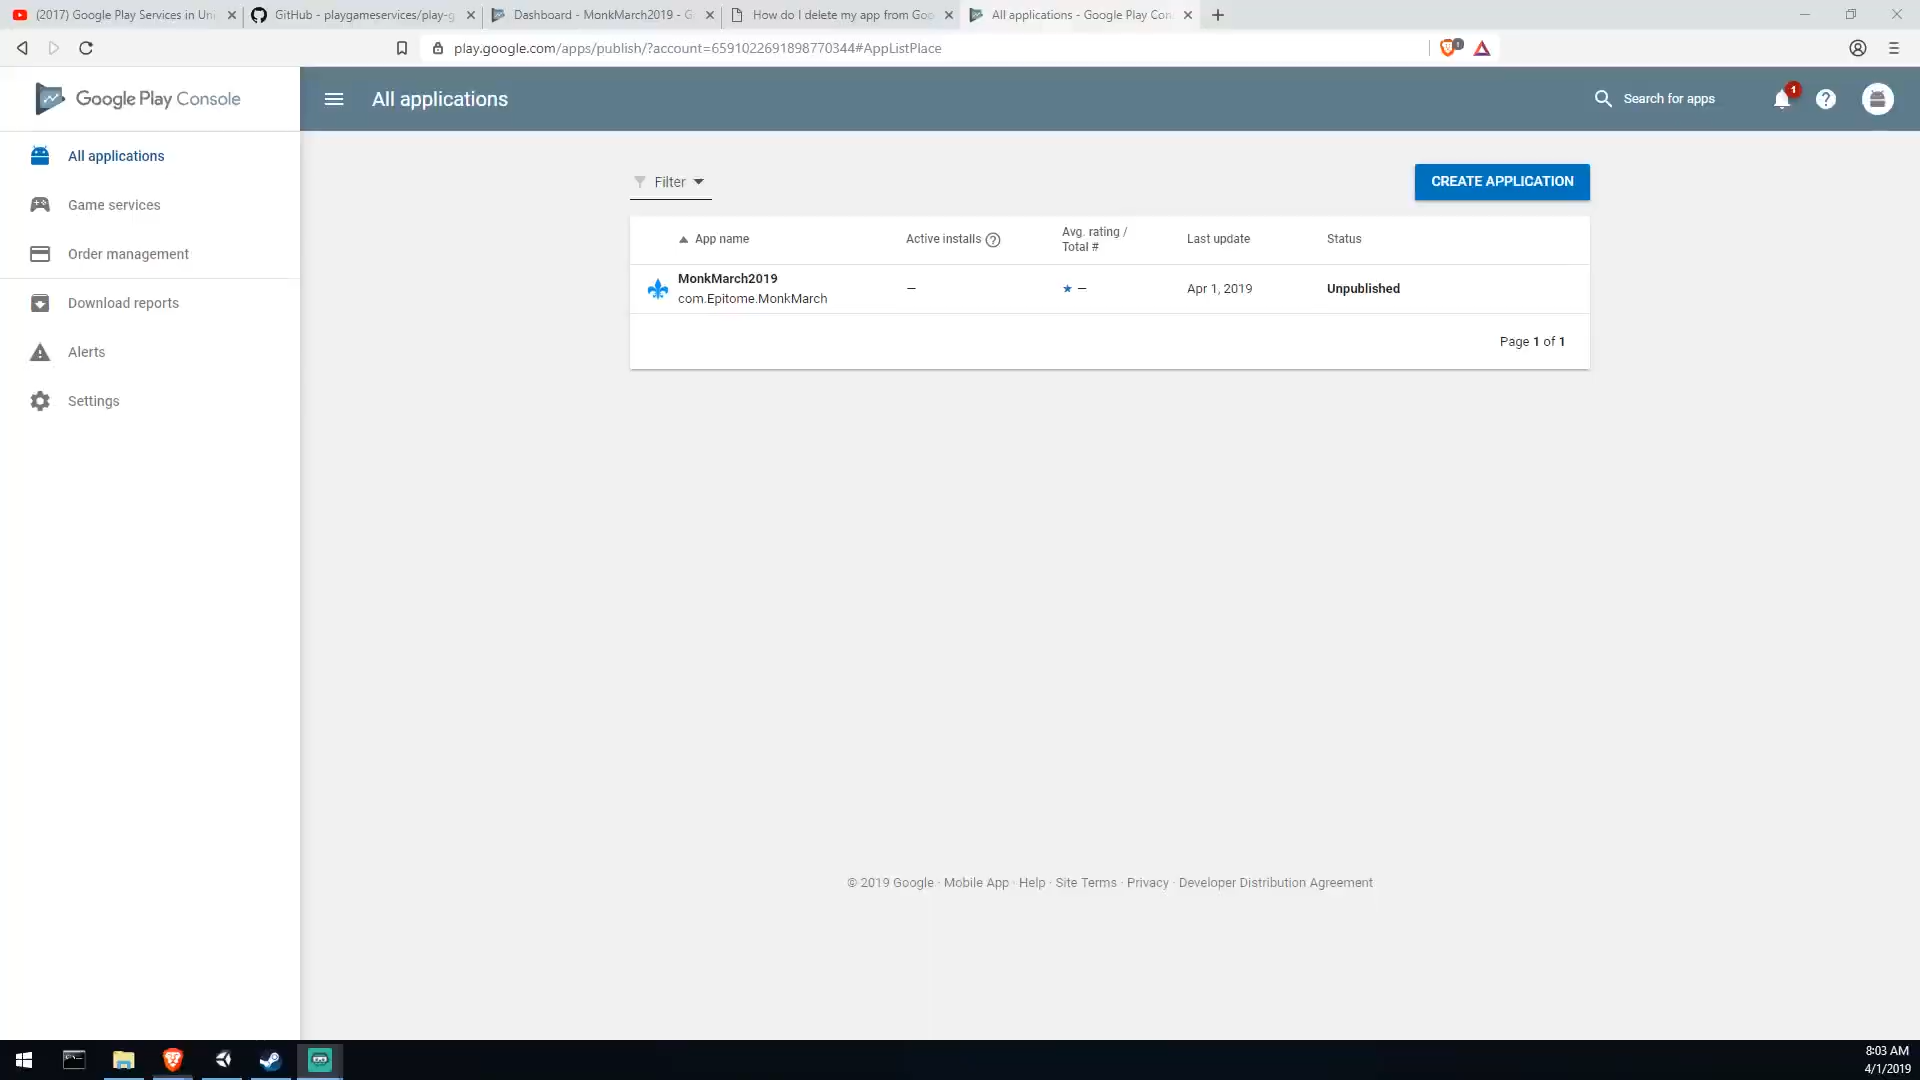 (2017) Google Play Services in Uni
GitHub - playgameservices/play-g
Dashboard - MonkMarch2019 - G
How do I delete my app from Goo
All applications - Google Play Con
play.google.com/apps/publish/?account=6591022691898770344#AppListPlace
1
Google Play Console
All applications
Search for apps
1
All applications
Game services
Order management
Download reports
Alerts
Settings
Filter
CREATE APPLICATION
App name
Active installs
Avg. rating /
Total #
Last update
Status
MonkMarch2019
com.Epitome.MonkMarch
—
★ —
Apr 1, 2019
Unpublished
Page 1 of 1
© 2019 Google · Mobile App · Help · Site Terms · Privacy · Developer Distribution Agreement
8:03 AM
4/1/2019